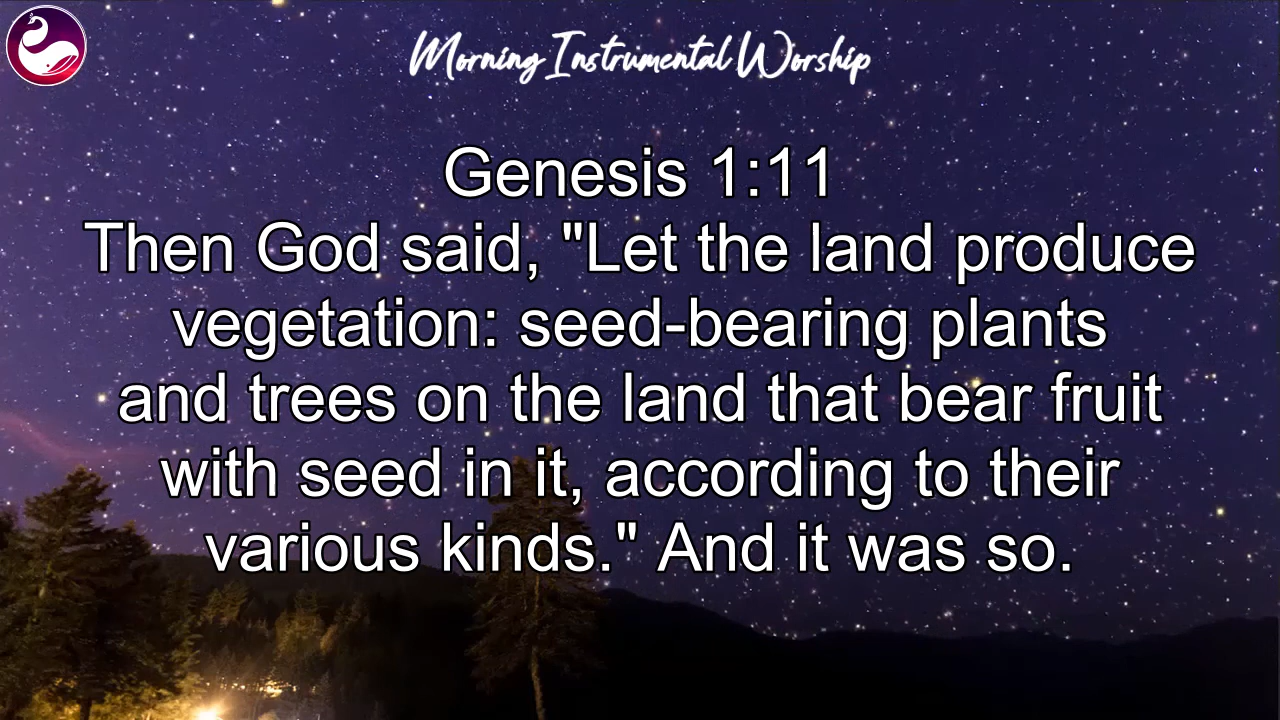 Morning Instrumental Worship
Genesis 1:11
Then God said, "Let the land produce
vegetation: seed-bearing plants
and trees on the land that bear fruit
with seed in it, according to their
various kinds." And it was so.